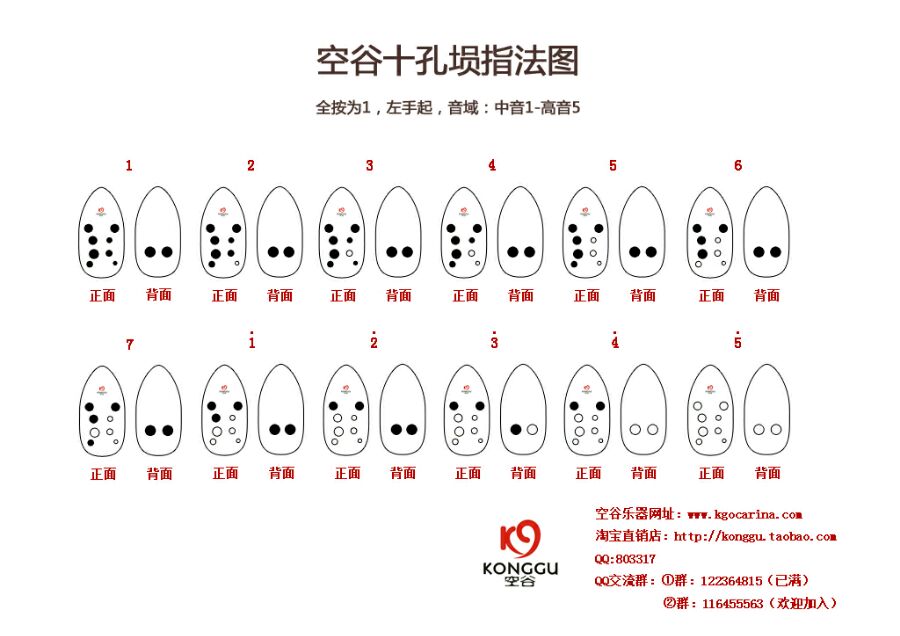 空谷十孔埙指法图
全按为1，左手起，音域：中音1-高音5
1 2 3 4 5 6
正面 背面 正面 背面 正面 背面 正面 背面 正面 背面 正面 背面
7 1̇ 2̇ 3̇ 4̇ 5̇
正面 背面 正面 背面 正面 背面 正面 背面 正面 背面 正面 背面
KONGGU
空谷
空谷乐器网址：www.kgocarina.com
淘宝直销店：http://konggu.taobao.com
QQ:803317
QQ交流群：①群：122364815（已满）
②群：116455563（欢迎加入）